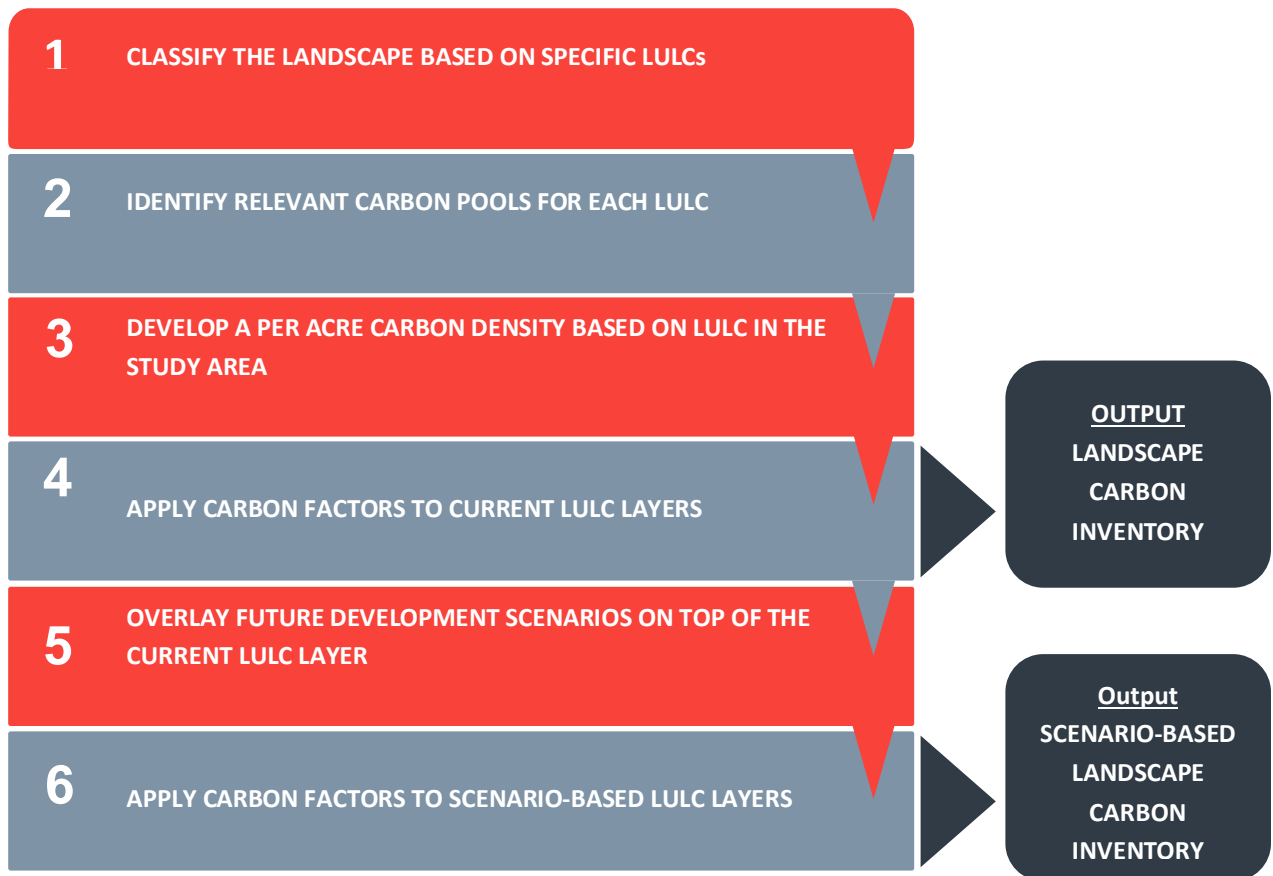 1
CLASSIFY THE LANDSCAPE BASED ON SPECIFIC LULCs
2
IDENTIFY RELEVANT CARBON POOLS FOR EACH LULC
3
DEVELOP A PER ACRE CARBON DENSITY BASED ON LULC IN THE
STUDY AREA
4
APPLY CARBON FACTORS TO CURRENT LULC LAYERS
OUTPUT
LANDSCAPE
CARBON
INVENTORY
5
OVERLAY FUTURE DEVELOPMENT SCENARIOS ON TOP OF THE
CURRENT LULC LAYER
6
APPLY CARBON FACTORS TO SCENARIO-BASED LULC LAYERS
Output
SCENARIO-BASED
LANDSCAPE
CARBON
INVENTORY